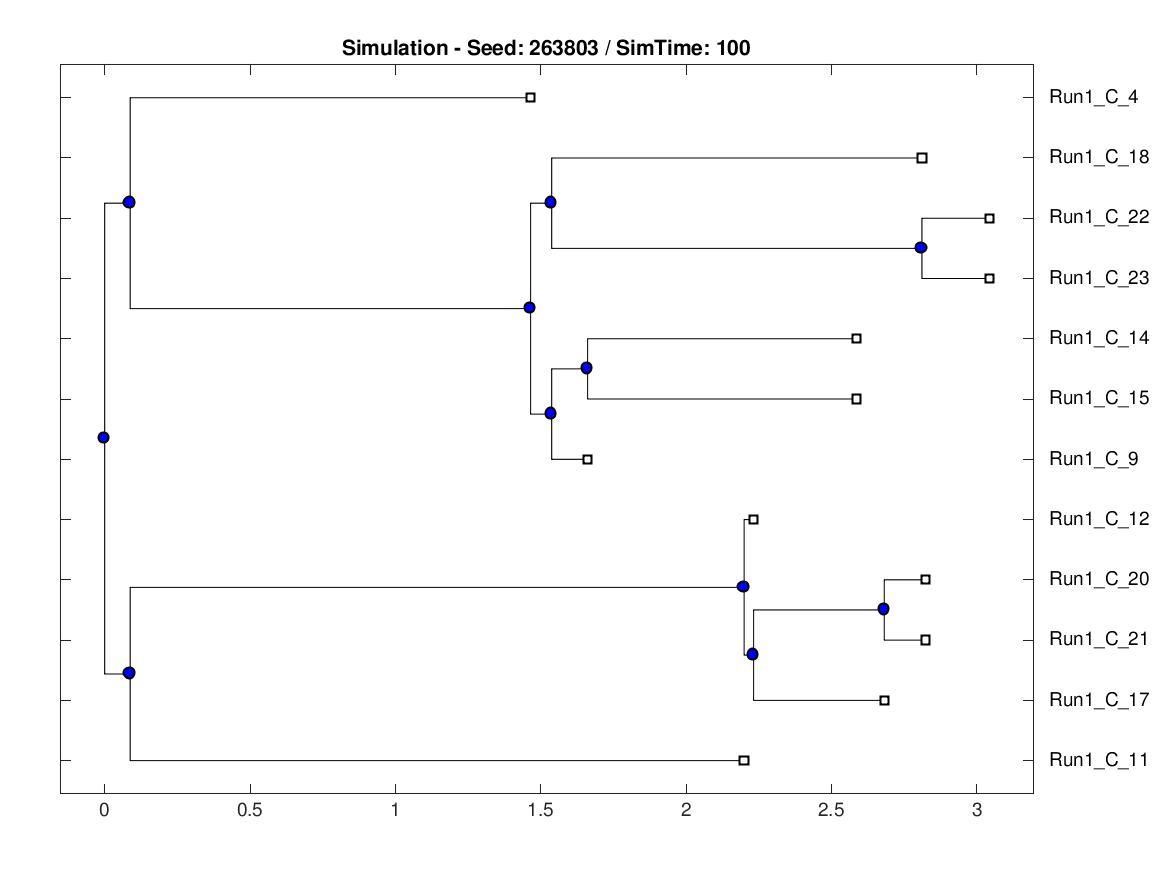 Simulation - Seed: 263803 / SimTime: 100
Run1_C_4
Run1_C_18
Run1_C_22
Run1_C_23
Run1_C_14
Run1_C_15
Run1_C_9
Run1_C_12
Run1_C_20
Run1_C_21
Run1_C_17
Run1_C_11
0 0.5 1 1.5 2 2.5 3